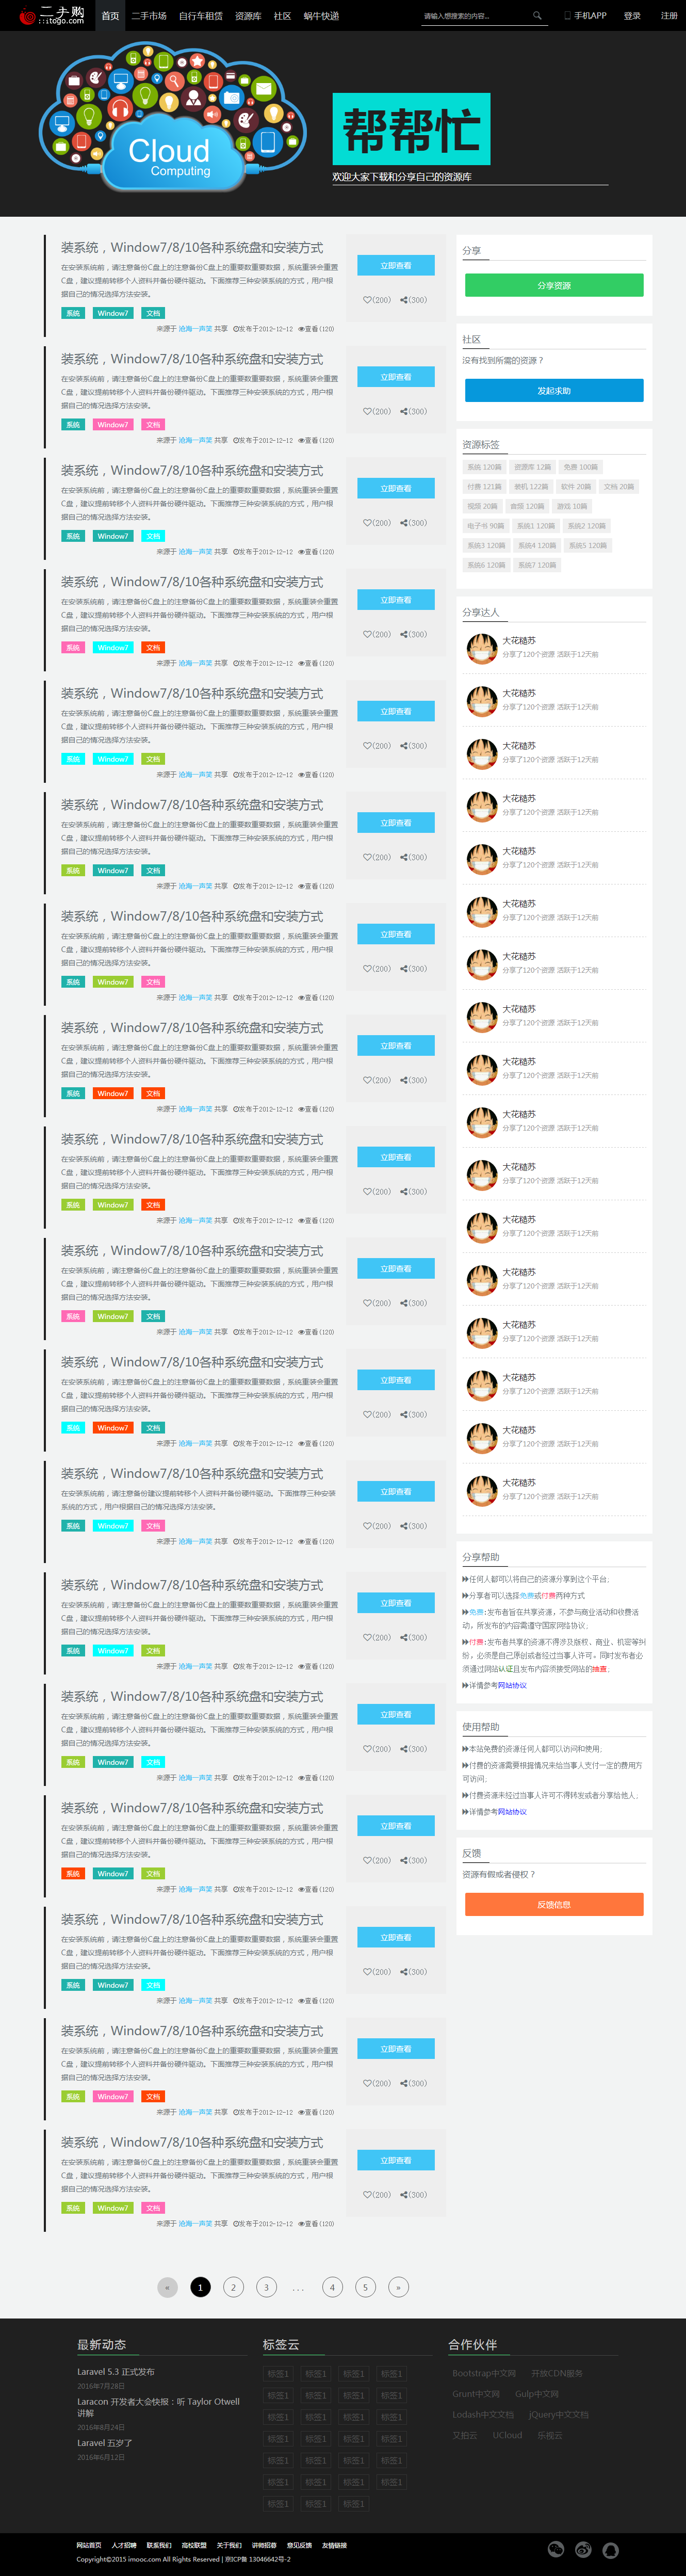 二手购
::itogo.com
首页 二手市场 自行车租赁 资源库 社区 蜗牛快递
请输入想搜索的内容...
手机APP 登录 注册
Cloud
Computing
帮帮忙
欢迎大家下载和分享自己的资源库
装系统，Window7/8/10各种系统盘和安装方式
在安装系统前，请注意备份C盘上的注意备份C盘上的重要数重要数据，系统重装会重置
C盘，建议提前转移个人资料并备份硬件驱动。下面推荐三种安装系统的方式，用户根
据自己的情况选择方法安装。
系统 Window7 文档
来源于 沧海一声笑 共享 发布于2012-12-12 查看(120)
立即查看
(200) (300)
装系统，Window7/8/10各种系统盘和安装方式
在安装系统前，请注意备份C盘上的注意备份C盘上的重要数重要数据，系统重装会重置
C盘，建议提前转移个人资料并备份硬件驱动。下面推荐三种安装系统的方式，用户根
据自己的情况选择方法安装。
系统 Window7 文档
来源于 沧海一声笑 共享 发布于2012-12-12 查看(120)
立即查看
(200) (300)
装系统，Window7/8/10各种系统盘和安装方式
在安装系统前，请注意备份C盘上的注意备份C盘上的重要数重要数据，系统重装会重置
C盘，建议提前转移个人资料并备份硬件驱动。下面推荐三种安装系统的方式，用户根
据自己的情况选择方法安装。
系统 Window7 文档
来源于 沧海一声笑 共享 发布于2012-12-12 查看(120)
立即查看
(200) (300)
装系统，Window7/8/10各种系统盘和安装方式
在安装系统前，请注意备份C盘上的注意备份C盘上的重要数重要数据，系统重装会重置
C盘，建议提前转移个人资料并备份硬件驱动。下面推荐三种安装系统的方式，用户根
据自己的情况选择方法安装。
系统 Window7 文档
来源于 沧海一声笑 共享 发布于2012-12-12 查看(120)
立即查看
(200) (300)
装系统，Window7/8/10各种系统盘和安装方式
在安装系统前，请注意备份C盘上的注意备份C盘上的重要数重要数据，系统重装会重置
C盘，建议提前转移个人资料并备份硬件驱动。下面推荐三种安装系统的方式，用户根
据自己的情况选择方法安装。
系统 Window7 文档
来源于 沧海一声笑 共享 发布于2012-12-12 查看(120)
立即查看
(200) (300)
装系统，Window7/8/10各种系统盘和安装方式
在安装系统前，请注意备份C盘上的注意备份C盘上的重要数重要数据，系统重装会重置
C盘，建议提前转移个人资料并备份硬件驱动。下面推荐三种安装系统的方式，用户根
据自己的情况选择方法安装。
系统 Window7 文档
来源于 沧海一声笑 共享 发布于2012-12-12 查看(120)
立即查看
(200) (300)
装系统，Window7/8/10各种系统盘和安装方式
在安装系统前，请注意备份C盘上的注意备份C盘上的重要数重要数据，系统重装会重置
C盘，建议提前转移个人资料并备份硬件驱动。下面推荐三种安装系统的方式，用户根
据自己的情况选择方法安装。
系统 Window7 文档
来源于 沧海一声笑 共享 发布于2012-12-12 查看(120)
立即查看
(200) (300)
装系统，Window7/8/10各种系统盘和安装方式
在安装系统前，请注意备份C盘上的注意备份C盘上的重要数重要数据，系统重装会重置
C盘，建议提前转移个人资料并备份硬件驱动。下面推荐三种安装系统的方式，用户根
据自己的情况选择方法安装。
系统 Window7 文档
来源于 沧海一声笑 共享 发布于2012-12-12 查看(120)
立即查看
(200) (300)
装系统，Window7/8/10各种系统盘和安装方式
在安装系统前，请注意备份C盘上的注意备份C盘上的重要数重要数据，系统重装会重置
C盘，建议提前转移个人资料并备份硬件驱动。下面推荐三种安装系统的方式，用户根
据自己的情况选择方法安装。
系统 Window7 文档
来源于 沧海一声笑 共享 发布于2012-12-12 查看(120)
立即查看
(200) (300)
装系统，Window7/8/10各种系统盘和安装方式
在安装系统前，请注意备份C盘上的注意备份C盘上的重要数重要数据，系统重装会重置
C盘，建议提前转移个人资料并备份硬件驱动。下面推荐三种安装系统的方式，用户根
据自己的情况选择方法安装。
系统 Window7 文档
来源于 沧海一声笑 共享 发布于2012-12-12 查看(120)
立即查看
(200) (300)
装系统，Window7/8/10各种系统盘和安装方式
在安装系统前，请注意备份C盘上的注意备份C盘上的重要数重要数据，系统重装会重置
C盘，建议提前转移个人资料并备份硬件驱动。下面推荐三种安装系统的方式，用户根
据自己的情况选择方法安装。
系统 Window7 文档
来源于 沧海一声笑 共享 发布于2012-12-12 查看(120)
立即查看
(200) (300)
装系统，Window7/8/10各种系统盘和安装方式
在安装系统前，请注意备份建议提前转移个人资料并备份硬件驱动。下面推荐三种安装
系统的方式，用户根据自己的情况选择方法安装。
系统 Window7 文档
来源于 沧海一声笑 共享 发布于2012-12-12 查看(120)
立即查看
(200) (300)
装系统，Window7/8/10各种系统盘和安装方式
在安装系统前，请注意备份C盘上的注意备份C盘上的重要数重要数据，系统重装会重置
C盘，建议提前转移个人资料并备份硬件驱动。下面推荐三种安装系统的方式，用户根
据自己的情况选择方法安装。
系统 Window7 文档
来源于 沧海一声笑 共享 发布于2012-12-12 查看(120)
立即查看
(200) (300)
装系统，Window7/8/10各种系统盘和安装方式
在安装系统前，请注意备份C盘上的注意备份C盘上的重要数重要数据，系统重装会重置
C盘，建议提前转移个人资料并备份硬件驱动。下面推荐三种安装系统的方式，用户根
据自己的情况选择方法安装。
系统 Window7 文档
来源于 沧海一声笑 共享 发布于2012-12-12 查看(120)
立即查看
(200) (300)
装系统，Window7/8/10各种系统盘和安装方式
在安装系统前，请注意备份C盘上的注意备份C盘上的重要数重要数据，系统重装会重置
C盘，建议提前转移个人资料并备份硬件驱动。下面推荐三种安装系统的方式，用户根
据自己的情况选择方法安装。
系统 Window7 文档
来源于 沧海一声笑 共享 发布于2012-12-12 查看(120)
立即查看
(200) (300)
装系统，Window7/8/10各种系统盘和安装方式
在安装系统前，请注意备份C盘上的注意备份C盘上的重要数重要数据，系统重装会重置
C盘，建议提前转移个人资料并备份硬件驱动。下面推荐三种安装系统的方式，用户根
据自己的情况选择方法安装。
系统 Window7 文档
来源于 沧海一声笑 共享 发布于2012-12-12 查看(120)
立即查看
(200) (300)
装系统，Window7/8/10各种系统盘和安装方式
在安装系统前，请注意备份C盘上的注意备份C盘上的重要数重要数据，系统重装会重置
C盘，建议提前转移个人资料并备份硬件驱动。下面推荐三种安装系统的方式，用户根
据自己的情况选择方法安装。
系统 Window7 文档
来源于 沧海一声笑 共享 发布于2012-12-12 查看(120)
立即查看
(200) (300)
装系统，Window7/8/10各种系统盘和安装方式
在安装系统前，请注意备份C盘上的注意备份C盘上的重要数重要数据，系统重装会重置
C盘，建议提前转移个人资料并备份硬件驱动。下面推荐三种安装系统的方式，用户根
据自己的情况选择方法安装。
系统 Window7 文档
来源于 沧海一声笑 共享 发布于2012-12-12 查看(120)
立即查看
(200) (300)
« 1 2 3 ... 4 5 »
分享
分享资源
社区
没有找到所需的资源？
发起求助
资源标签
系统 120篇 资源库 12篇 免费 100篇
付费 121篇 装机 122篇 软件 20篇 文档 20篇
视频 20篇 音频 120篇 游戏 10篇
电子书 90篇 系统1 120篇 系统2 120篇
系统3 120篇 系统4 120篇 系统5 120篇
系统6 120篇 系统7 120篇
分享达人
大花糙苏
分享了120个资源 活跃于12天前
大花糙苏
分享了120个资源 活跃于12天前
大花糙苏
分享了120个资源 活跃于12天前
大花糙苏
分享了120个资源 活跃于12天前
大花糙苏
分享了120个资源 活跃于12天前
大花糙苏
分享了120个资源 活跃于12天前
大花糙苏
分享了120个资源 活跃于12天前
大花糙苏
分享了120个资源 活跃于12天前
大花糙苏
分享了120个资源 活跃于12天前
大花糙苏
分享了120个资源 活跃于12天前
大花糙苏
分享了120个资源 活跃于12天前
大花糙苏
分享了120个资源 活跃于12天前
大花糙苏
分享了120个资源 活跃于12天前
大花糙苏
分享了120个资源 活跃于12天前
大花糙苏
分享了120个资源 活跃于12天前
大花糙苏
分享了120个资源 活跃于12天前
大花糙苏
分享了120个资源 活跃于12天前
分享帮助
任何人都可以将自己的资源分享到这个平台;
分享者可以选择免费或付费两种方式
免费:发布者旨在共享资源，不参与商业活动和收费活
动，所发布的内容需遵守国家网络协议;
付费:发布者共享的资源不得涉及版权、商业、机密等纠
纷，必须是自己原创或者经过当事人许可，同时发布者必
须通过网站认证且发布内容须接受网站的抽查;
详情参考网站协议
使用帮助
本站免费的资源任何人都可以访问和使用;
付费的资源需要根据情况来给当事人支付一定的费用方
可访问;
付费资源未经过当事人许可不得转发或者分享给他人;
详情参考网站协议
反馈
资源有假或者侵权？
反馈信息
最新动态
Laravel 5.3 正式发布
2016年7月28日
Laracon 开发者大会快报：听 Taylor Otwell
讲解
2016年8月24日
Laravel 五岁了
2016年6月12日
标签云
标签1 标签1 标签1 标签1
标签1 标签1 标签1 标签1
标签1 标签1 标签1 标签1
标签1 标签1 标签1 标签1
标签1 标签1 标签1 标签1
标签1 标签1 标签1 标签1
标签1 标签1 标签1
合作伙伴
Bootstrap中文网 开放CDN服务
Grunt中文网 Gulp中文网
Lodash中文文档 jQuery中文文档
又拍云 UCloud 乐视云
网站首页 人才招聘 联系我们 高校联盟 关于我们 讲师招募 意见反馈 友情链接
Copyright©2015 imooc.com All Rights Reserved | 京ICP备 13046642号-2